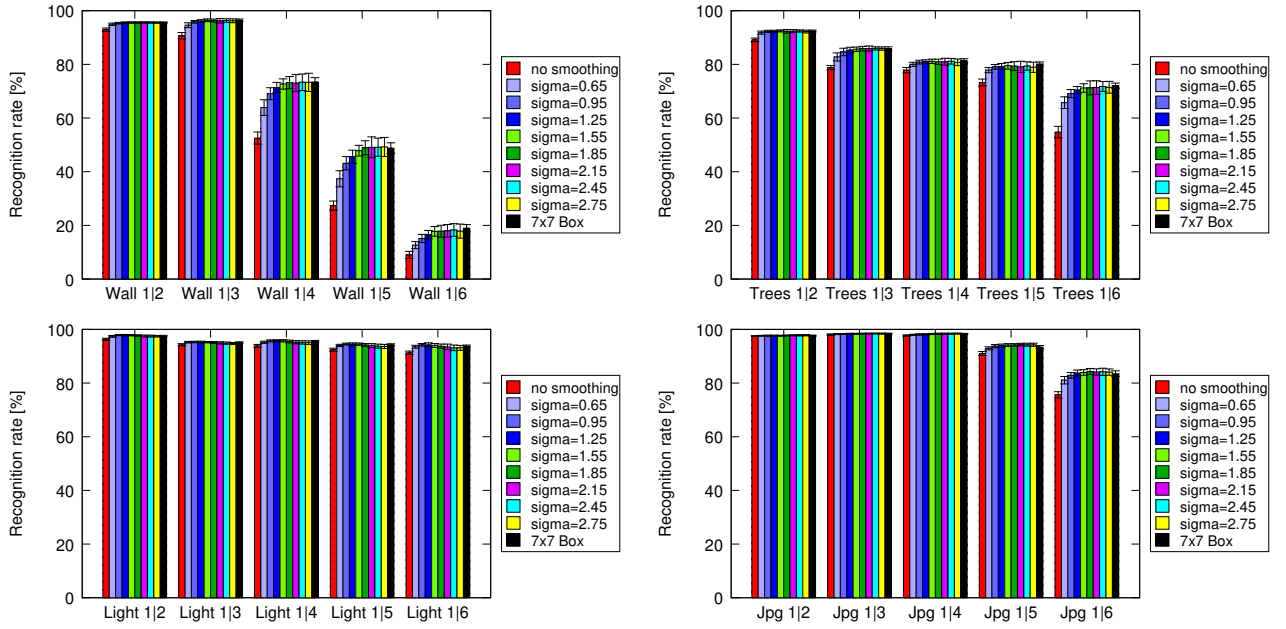 100
80
60
40
20
0
Recognition rate [%]
Wall 1|2 Wall 1|3 Wall 1|4 Wall 1|5 Wall 1|6
no smoothing
sigma=0.65
sigma=0.95
sigma=1.25
sigma=1.55
sigma=1.85
sigma=2.15
sigma=2.45
sigma=2.75
7x7 Box
100
80
60
40
20
0
Recognition rate [%]
Trees 1|2 Trees 1|3 Trees 1|4 Trees 1|5 Trees 1|6
no smoothing
sigma=0.65
sigma=0.95
sigma=1.25
sigma=1.55
sigma=1.85
sigma=2.15
sigma=2.45
sigma=2.75
7x7 Box
100
80
60
40
20
0
Recognition rate [%]
Light 1|2 Light 1|3 Light 1|4 Light 1|5 Light 1|6
no smoothing
sigma=0.65
sigma=0.95
sigma=1.25
sigma=1.55
sigma=1.85
sigma=2.15
sigma=2.45
sigma=2.75
7x7 Box
100
80
60
40
20
0
Recognition rate [%]
Jpg 1|2 Jpg 1|3 Jpg 1|4 Jpg 1|5 Jpg 1|6
no smoothing
sigma=0.65
sigma=0.95
sigma=1.25
sigma=1.55
sigma=1.85
sigma=2.15
sigma=2.45
sigma=2.75
7x7 Box